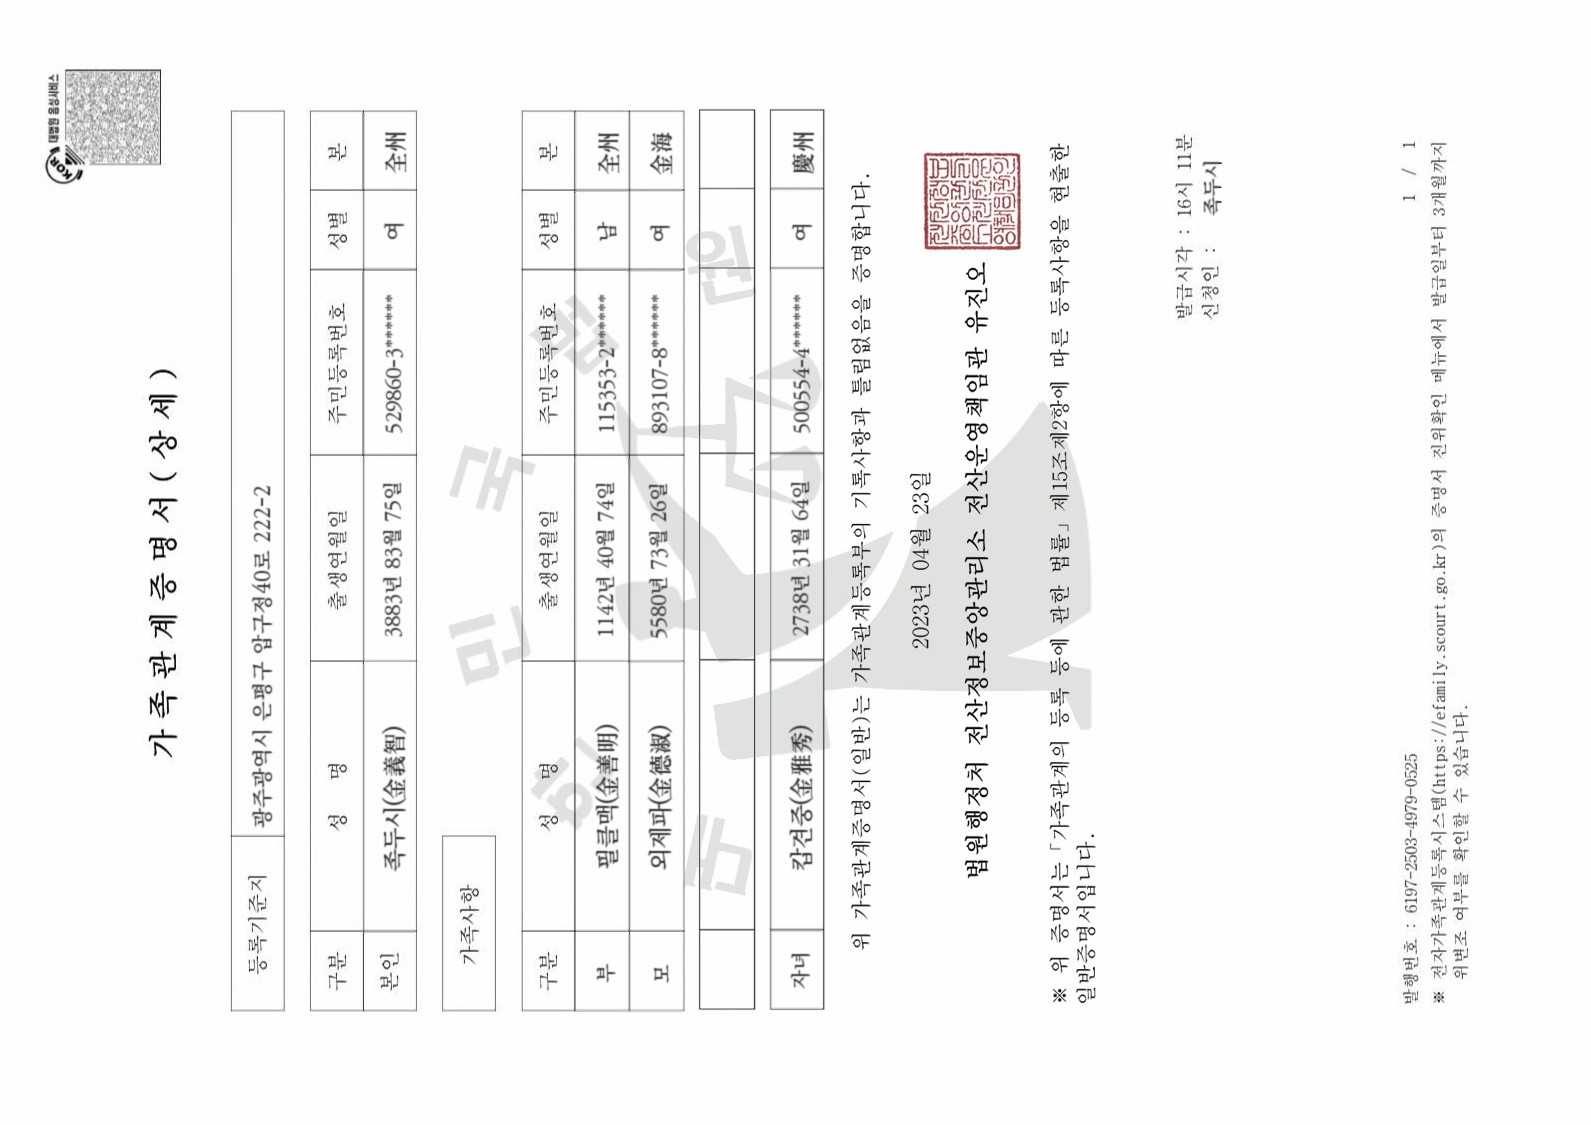 대법원 음성서비스
KOR
가족관계증명서(상세)
등록기준지 광주광역시 은평구 압구정40로 222-2
구분 성 명 출생연월일 주민등록번호 성별 본
본인 족두시(金義智) 3883년 83월 75일 529860-3****** 여 全州
가족사항
구분 성 명 출생연월일 주민등록번호 성별 본
부 필클맥(金善明) 1142년 40월 74일 115353-2****** 남 全州
모 외제파(金德淑) 5580년 73월 26일 893107-8****** 여 金海
자녀 캅견중(金雅秀) 2738년 31월 64일 500554-4****** 여 慶州
위 가족관계증명서(일반)는 가족관계등록부의 기록사항과 틀림없음을 증명합니다.
2023년 04월 23일
법원행정처 전산정보중앙관리소 전산운영책임관 유진오
※ 위 증명서는「가족관계의 등록 등에 관한 법률」제15조제2항에 따른 등록사항을 현출한
일반증명서입니다.
발급시각 : 16시 11분
신청인 : 족두시
발행번호 : 6197-2503-4979-0525 1 / 1
※ 전자가족관계등록시스템(https://efamily.scourt.go.kr)의 증명서 진위확인 메뉴에서 발급일부터 3개월까지
위변조 여부를 확인할 수 있습니다.
대한민국법원